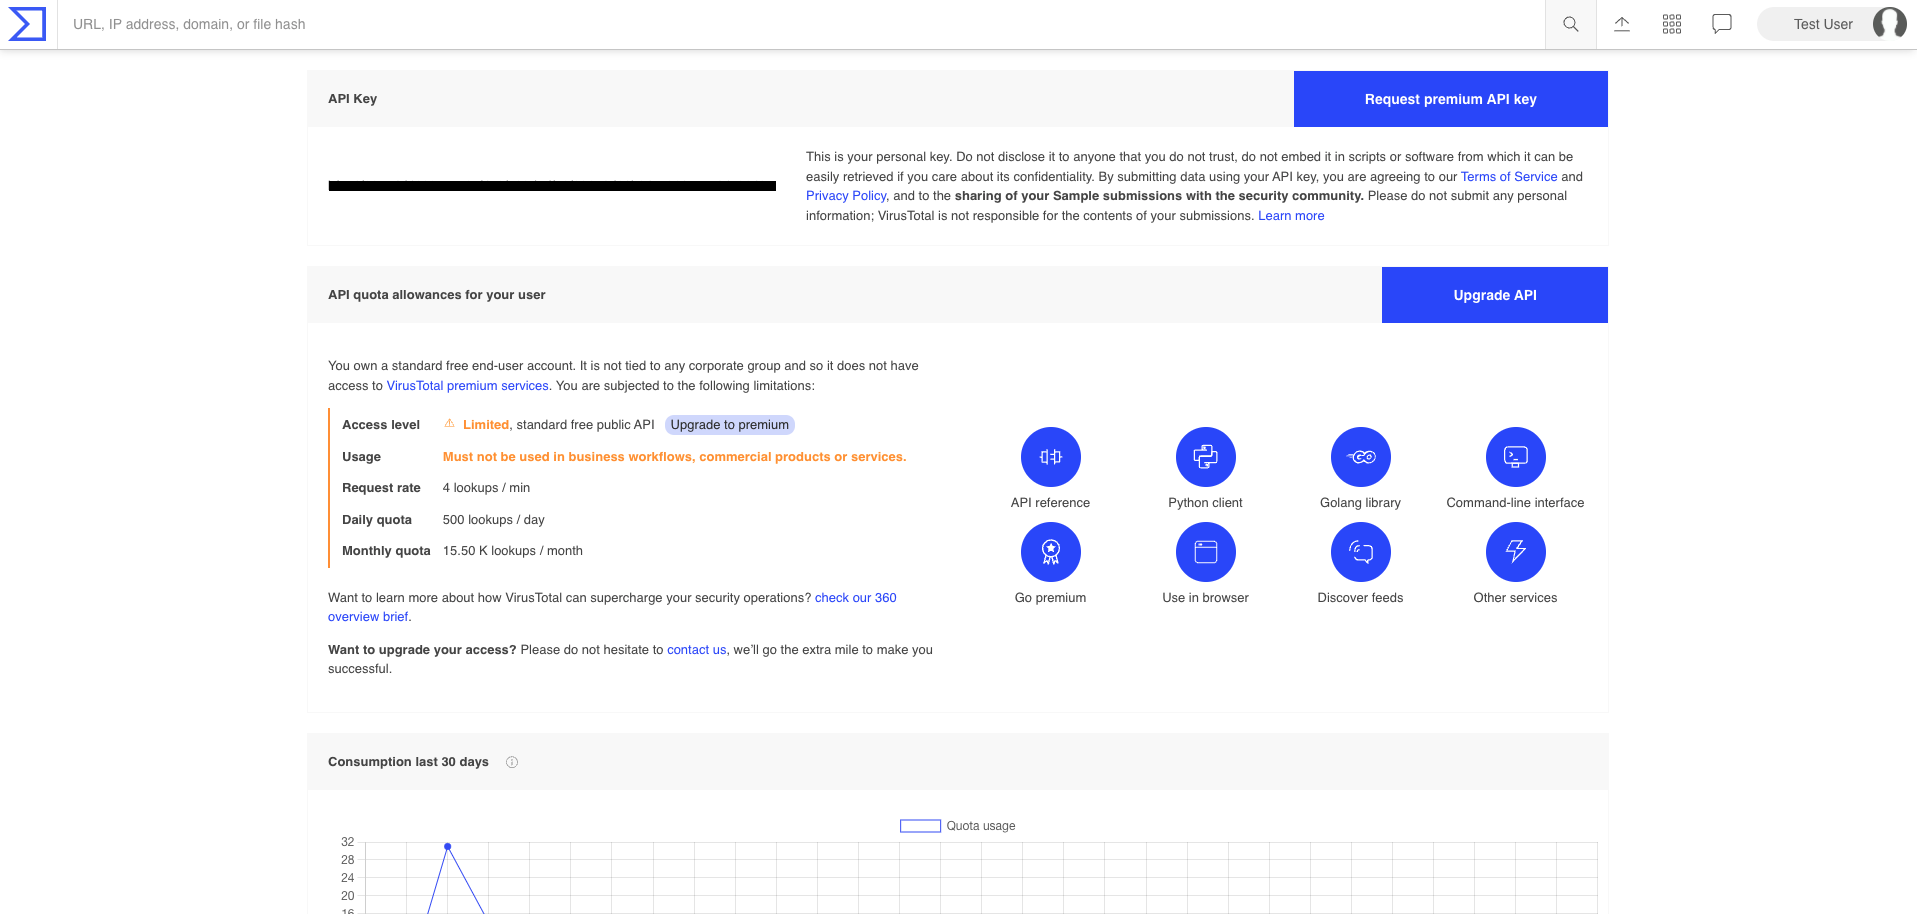 URL, IP address, domain, or file hash
Test User
API Key
Request premium API key
This is your personal key. Do not disclose it to anyone that you do not trust, do not embed it in scripts or software from which it can be
easily retrieved if you care about its confidentiality. By submitting data using your API key, you are agreeing to our Terms of Service and
Privacy Policy, and to the sharing of your Sample submissions with the security community. Please do not submit any personal
information; VirusTotal is not responsible for the contents of your submissions. Learn more
API quota allowances for your user
Upgrade API
You own a standard free end-user account. It is not tied to any corporate group and so it does not have
access to VirusTotal premium services. You are subjected to the following limitations:
Access level Limited, standard free public API Upgrade to premium
Usage Must not be used in business workflows, commercial products or services.
Request rate 4 lookups / min
Daily quota 500 lookups / day
Monthly quota 15.50 K lookups / month
Want to learn more about how VirusTotal can supercharge your security operations? check our 360
overview brief.
Want to upgrade your access? Please do not hesitate to contact us, we'll go the extra mile to make you
successful.
GO
API reference Python client Golang library Command-line interface
Go premium Use in browser Discover feeds Other services
Consumption last 30 days
Quota usage
32
28
24
20
16